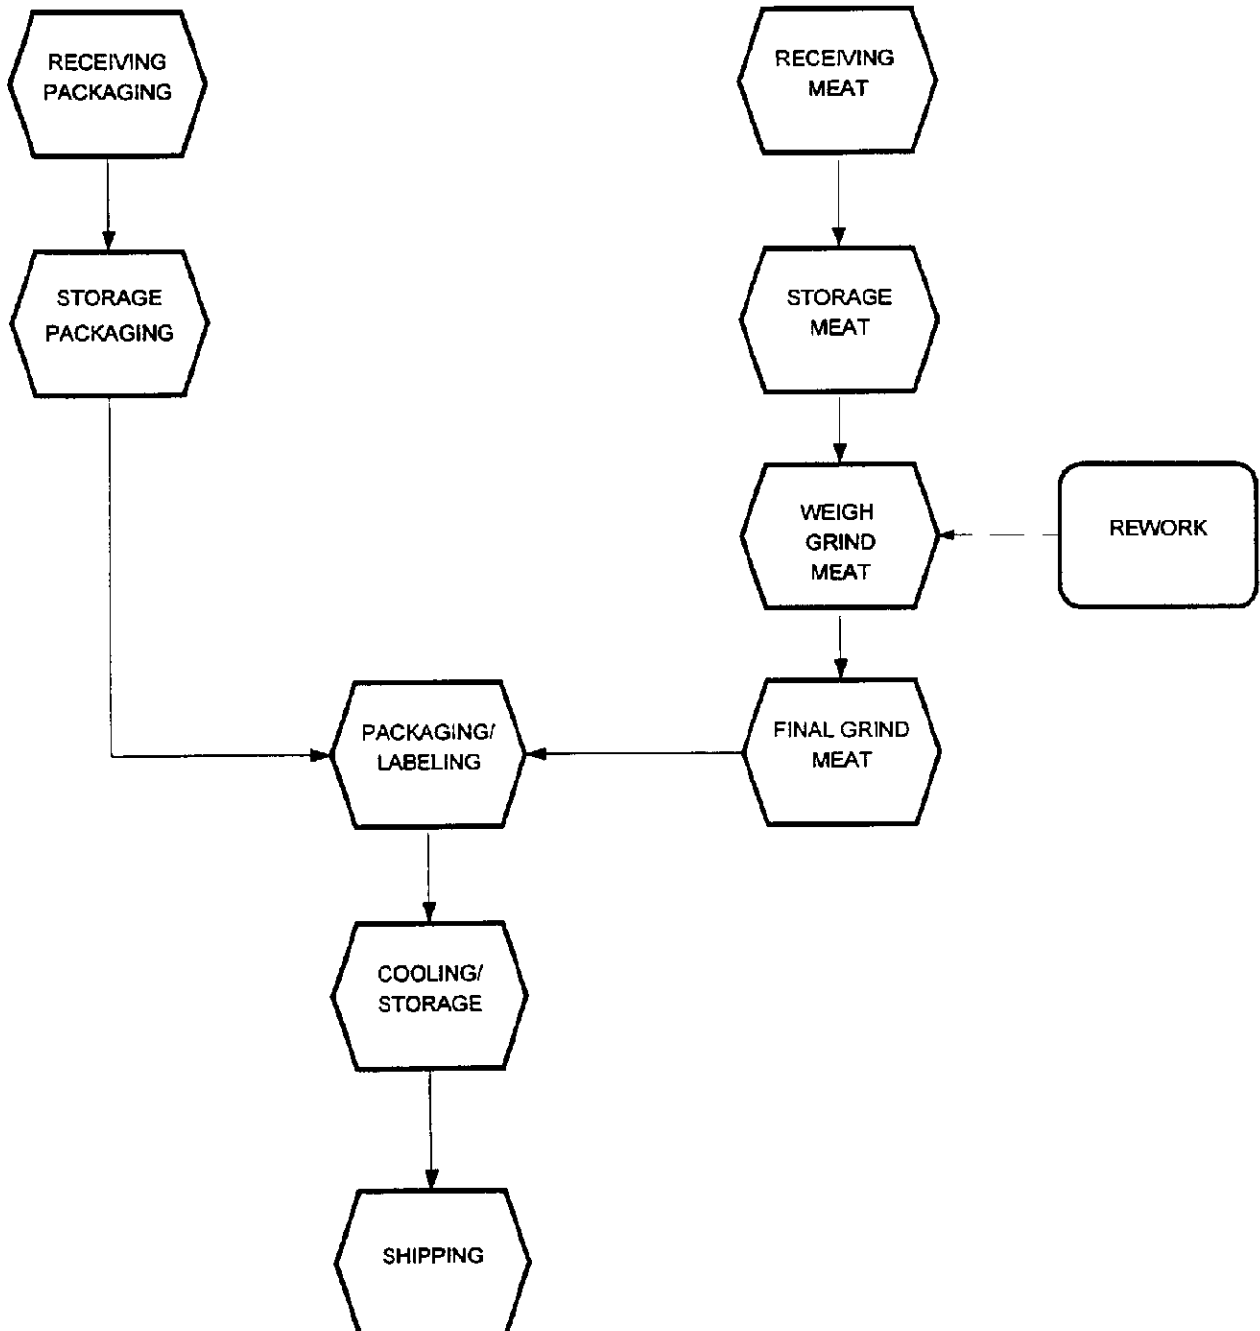 RECEIVING
PACKAGING
RECEIVING
MEAT
STORAGE
PACKAGING
STORAGE
MEAT
WEIGH
GRIND
MEAT
REWORK
PACKAGING/
LABELING
FINAL GRIND
MEAT
COOLING/
STORAGE
SHIPPING